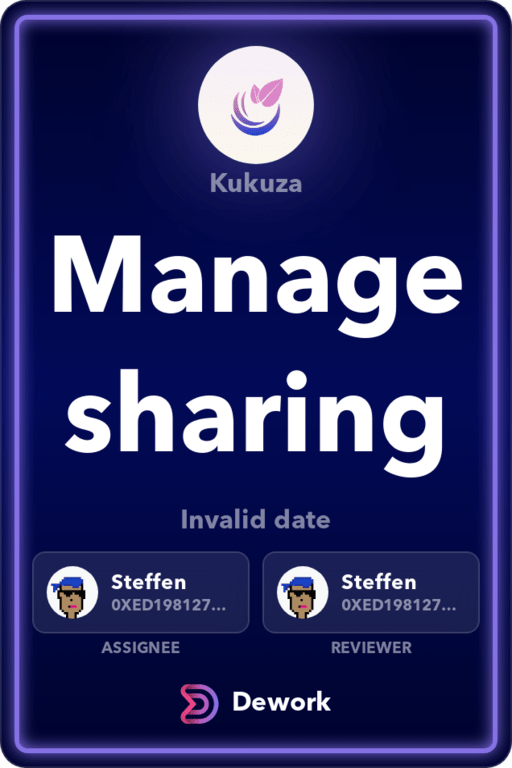 Kukuza
Manage
sharing
Invalid date
Steffen
0XED198127...
Steffen
0XED198127...
ASSIGNEE
REVIEWER
Dework